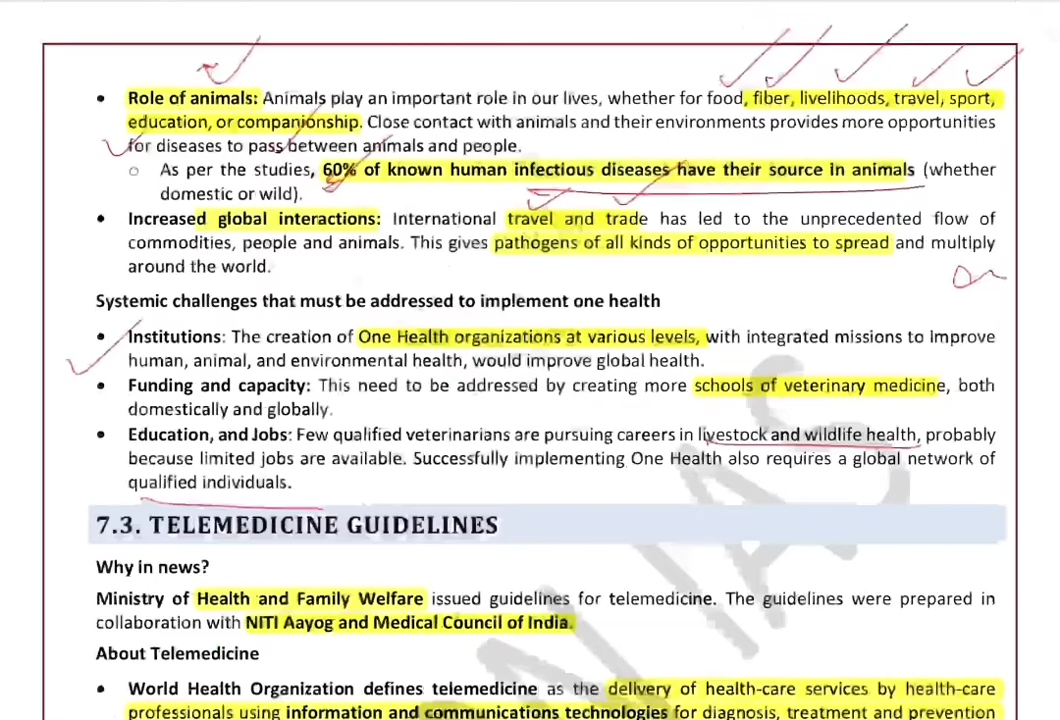 • Role of animals: Animals play an important role in our lives, whether for food, fiber, livelihoods, travel, sport,
education, or companionship. Close contact with animals and their environments provides more opportunities
for diseases to pass between animals and people.
o As per the studies, 60% of known human infectious diseases have their source in animals (whether
domestic or wild).
• Increased global interactions: International travel and trade has led to the unprecedented flow of
commodities, people and animals. This gives pathogens of all kinds of opportunities to spread and multiply
around the world.
Systemic challenges that must be addressed to implement one health
• Institutions: The creation of One Health organizations at various levels, with integrated missions to improve
human, animal, and environmental health, would improve global health.
• Funding and capacity: This need to be addressed by creating more schools of veterinary medicine, both
domestically and globally.
• Education, and Jobs: Few qualified veterinarians are pursuing careers in livestock and wildlife health, probably
because limited jobs are available. Successfully implementing One Health also requires a global network of
qualified individuals.
7.3. TELEMEDICINE GUIDELINES
Why in news?
Ministry of Health and Family Welfare issued guidelines for telemedicine. The guidelines were prepared in
collaboration with NITI Aayog and Medical Council of India.
About Telemedicine
• World Health Organization defines telemedicine as the delivery of health-care services by health-care
professionals using information and communications technologies for diagnosis, treatment and prevention